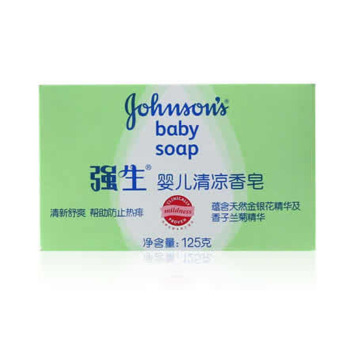 Johnson's
baby
soap
强生® 婴儿清凉香皂
清新舒爽 帮助防止热痱
CLINICALLY
mildness
PROVEN
蕴含天然金银花精华及
香子兰菊精华
净含量：125克